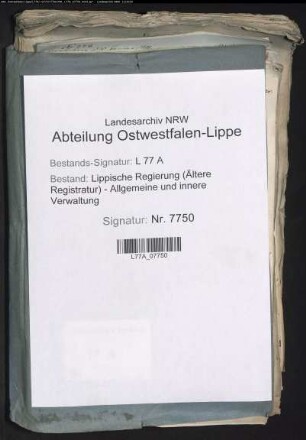 Landesarchiv NRW
Abteilung Ostwestfalen-Lippe
Bestands-Signatur: L 77 A
Bestand: Lippische Regierung (Ältere
Registratur) - Allgemeine und innere
Verwaltung
Signatur: Nr. 7750
L77A_07750